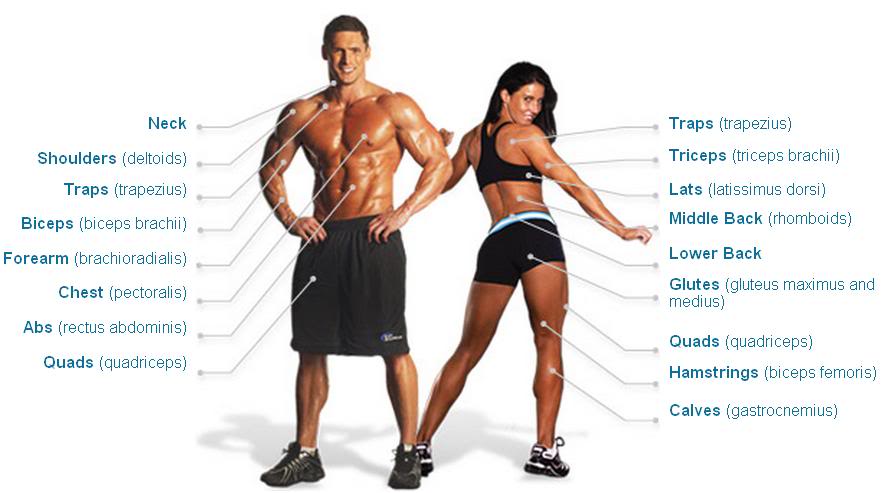 Neck
Shoulders (deltoids)
Traps (trapezius)
Biceps (biceps brachii)
Forearm (brachioradialis)
Chest (pectoralis)
Abs (rectus abdominis)
Quads (quadriceps)
Traps (trapezius)
Triceps (triceps brachii)
Lats (latissimus dorsi)
Middle Back (rhomboids)
Lower Back
Glutes (gluteus maximus and
medius)
Quads (quadriceps)
Hamstrings (biceps femoris)
Calves (gastrocnemius)